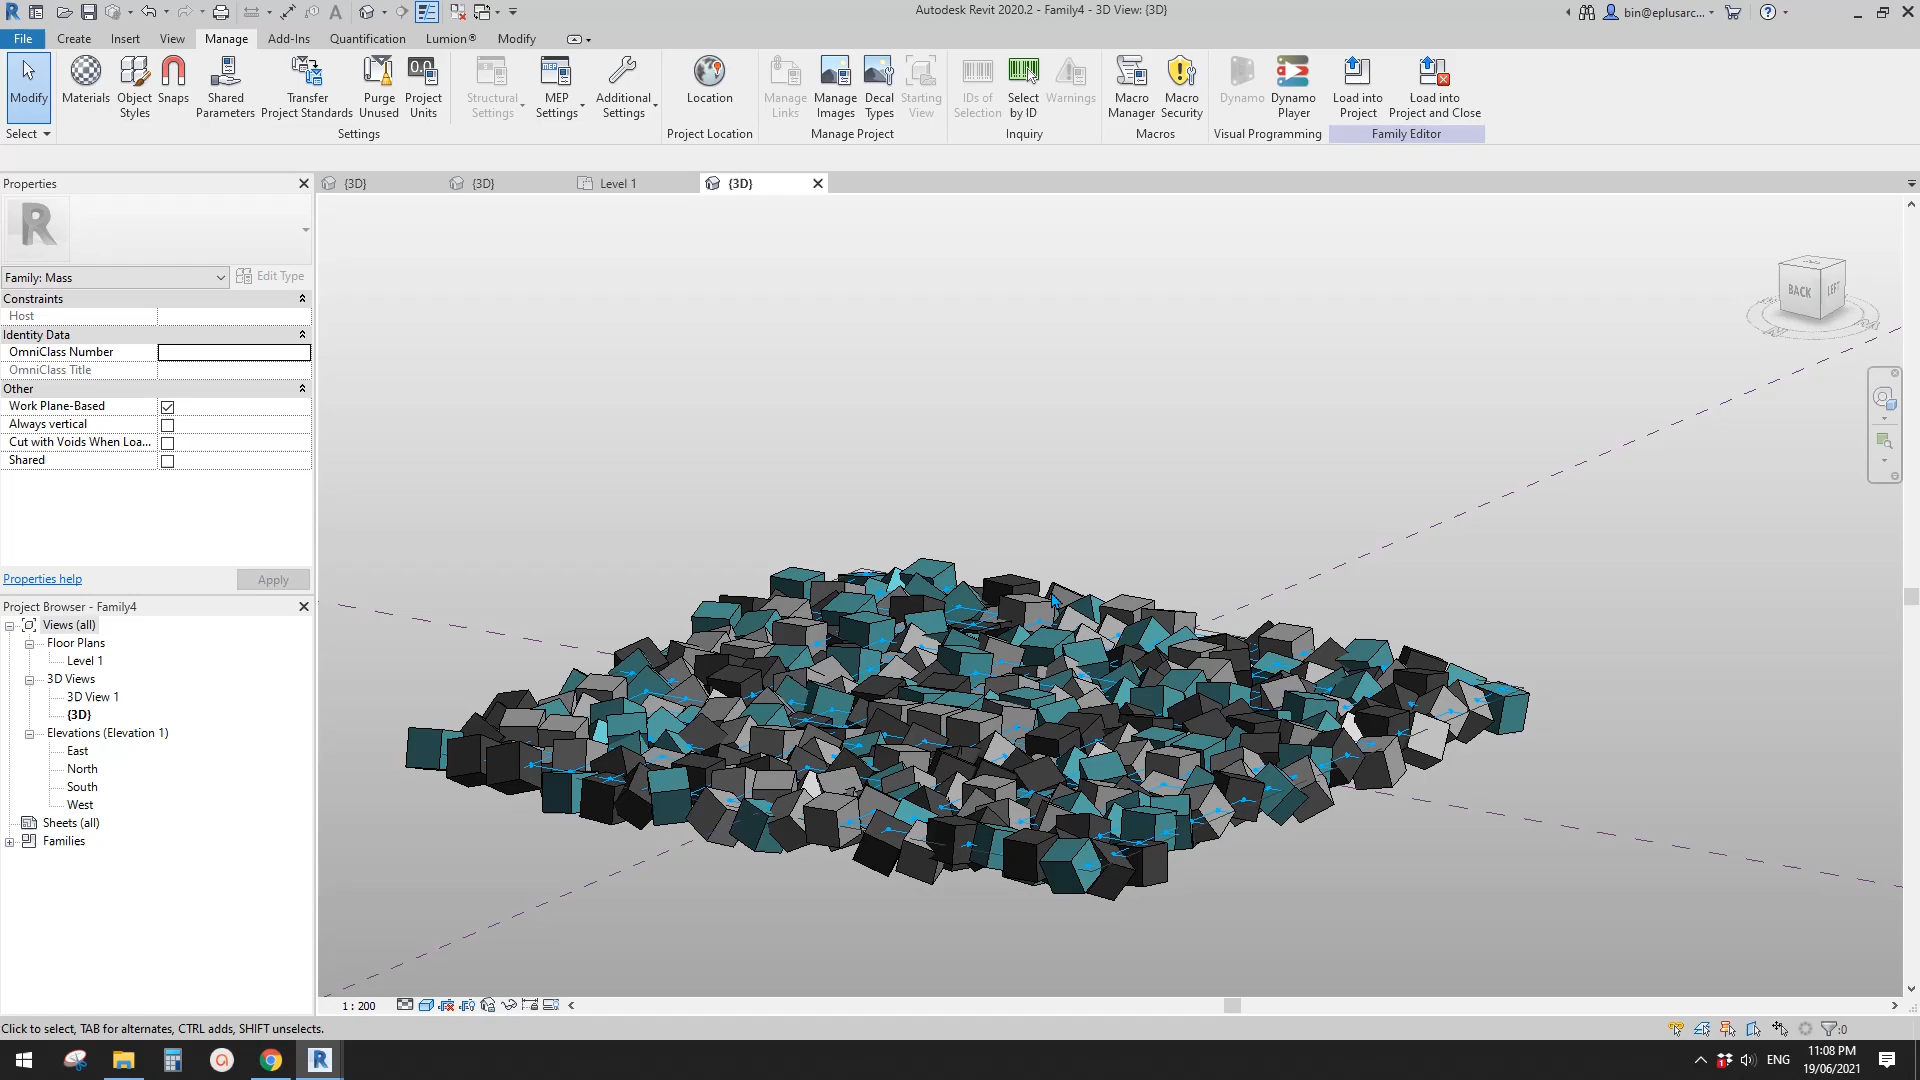 Autodesk Revit 2020.2 - Family4 - 3D View: {3D}
bin@eplusarc...
File Create Insert View Manage Add-Ins Quantification Lumion® Modify
Modify
Materials
Object Styles
Snaps
Shared Parameters
Transfer Project Standards
Purge Unused
Project Units
Structural Settings
MEP Settings
Additional Settings
Location
Manage Links
Manage Images
Decal Types
Starting View
IDs of Selection
Select by ID
Warnings
Macro Manager
Macro Security
Dynamo
Dynamo Player
Load into Project
Load into Project and Close
Select
Settings
Project Location
Manage Project
Inquiry
Macros
Visual Programming
Family Editor
Properties
{3D}
{3D}
Level 1
{3D}
R
Family: Mass
Edit Type
Constraints
Host
Identity Data
OmniClass Number
OmniClass Title
Other
Work Plane-Based
Always vertical
Cut with Voids When Loa...
Shared
Properties help
Apply
BACK
LEFT
Project Browser - Family4
Views (all)
Floor Plans
Level 1
3D Views
3D View 1
{3D}
Elevations (Elevation 1)
East
North
South
West
Sheets (all)
Families
1 : 200
Click to select, TAB for alternates, CTRL adds, SHIFT unselects.
:0
ENG
11:08 PM
19/06/2021